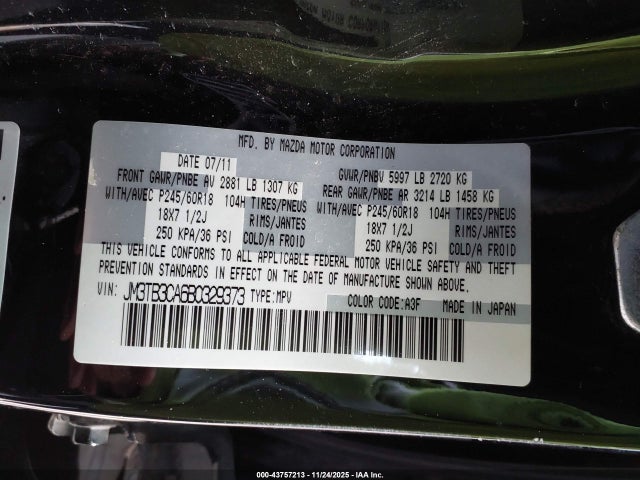 MFD. BY MAZDA MOTOR CORPORATION
DATE 07/11 GVWR/PNBV 5997 LB 2720 KG
FRONT GAWR/PNBE AV 2881 LB 1307 KG REAR GAWR/PNBE AR 3214 LB 1458 KG
WITH/AVEC P245/60R18 104H TIRES/PNEUS WITH/AVEC P245/60R18 104H TIRES/PNEUS
18X7 1/2J RIMS/JANTES 18X7 1/2J RIMS/JANTES
250 KPA/36 PSI COLD/A FROID 250 KPA/36 PSI COLD/A FROID
THIS VEHICLE CONFORMS TO ALL APPLICABLE FEDERAL MOTOR VEHICLE SAFETY AND THEFT
PREVENTION STANDARDS IN EFFECT ON THE DATE OF MANUFACTURE SHOWN ABOVE.
VIN: JM3TB3CA6B0329373 TYPE:MPV COLOR CODE:A3F MADE IN JAPAN
000-43757213 - 11/24/2025 - IAA Inc.